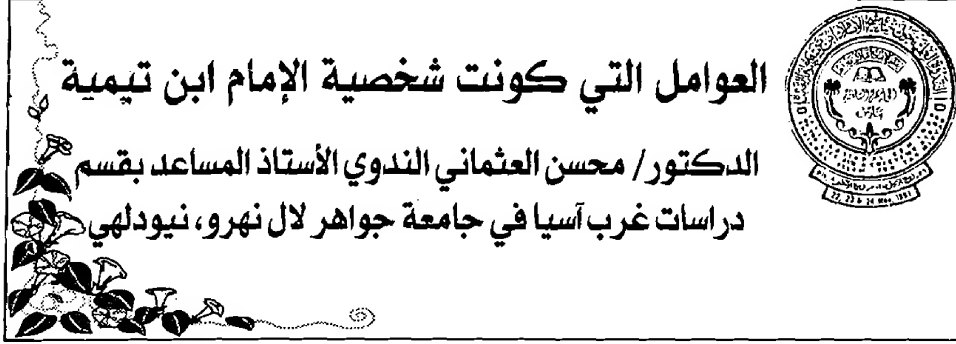 العوامل التي كونت شخصية الإمام ابن تيمية
الدكتور/ محسن العثماني الندوي الأستاذ المساعد بقسم
دراسات غرب آسيا في جامعة جواهر لال نهرو، نيودلهي